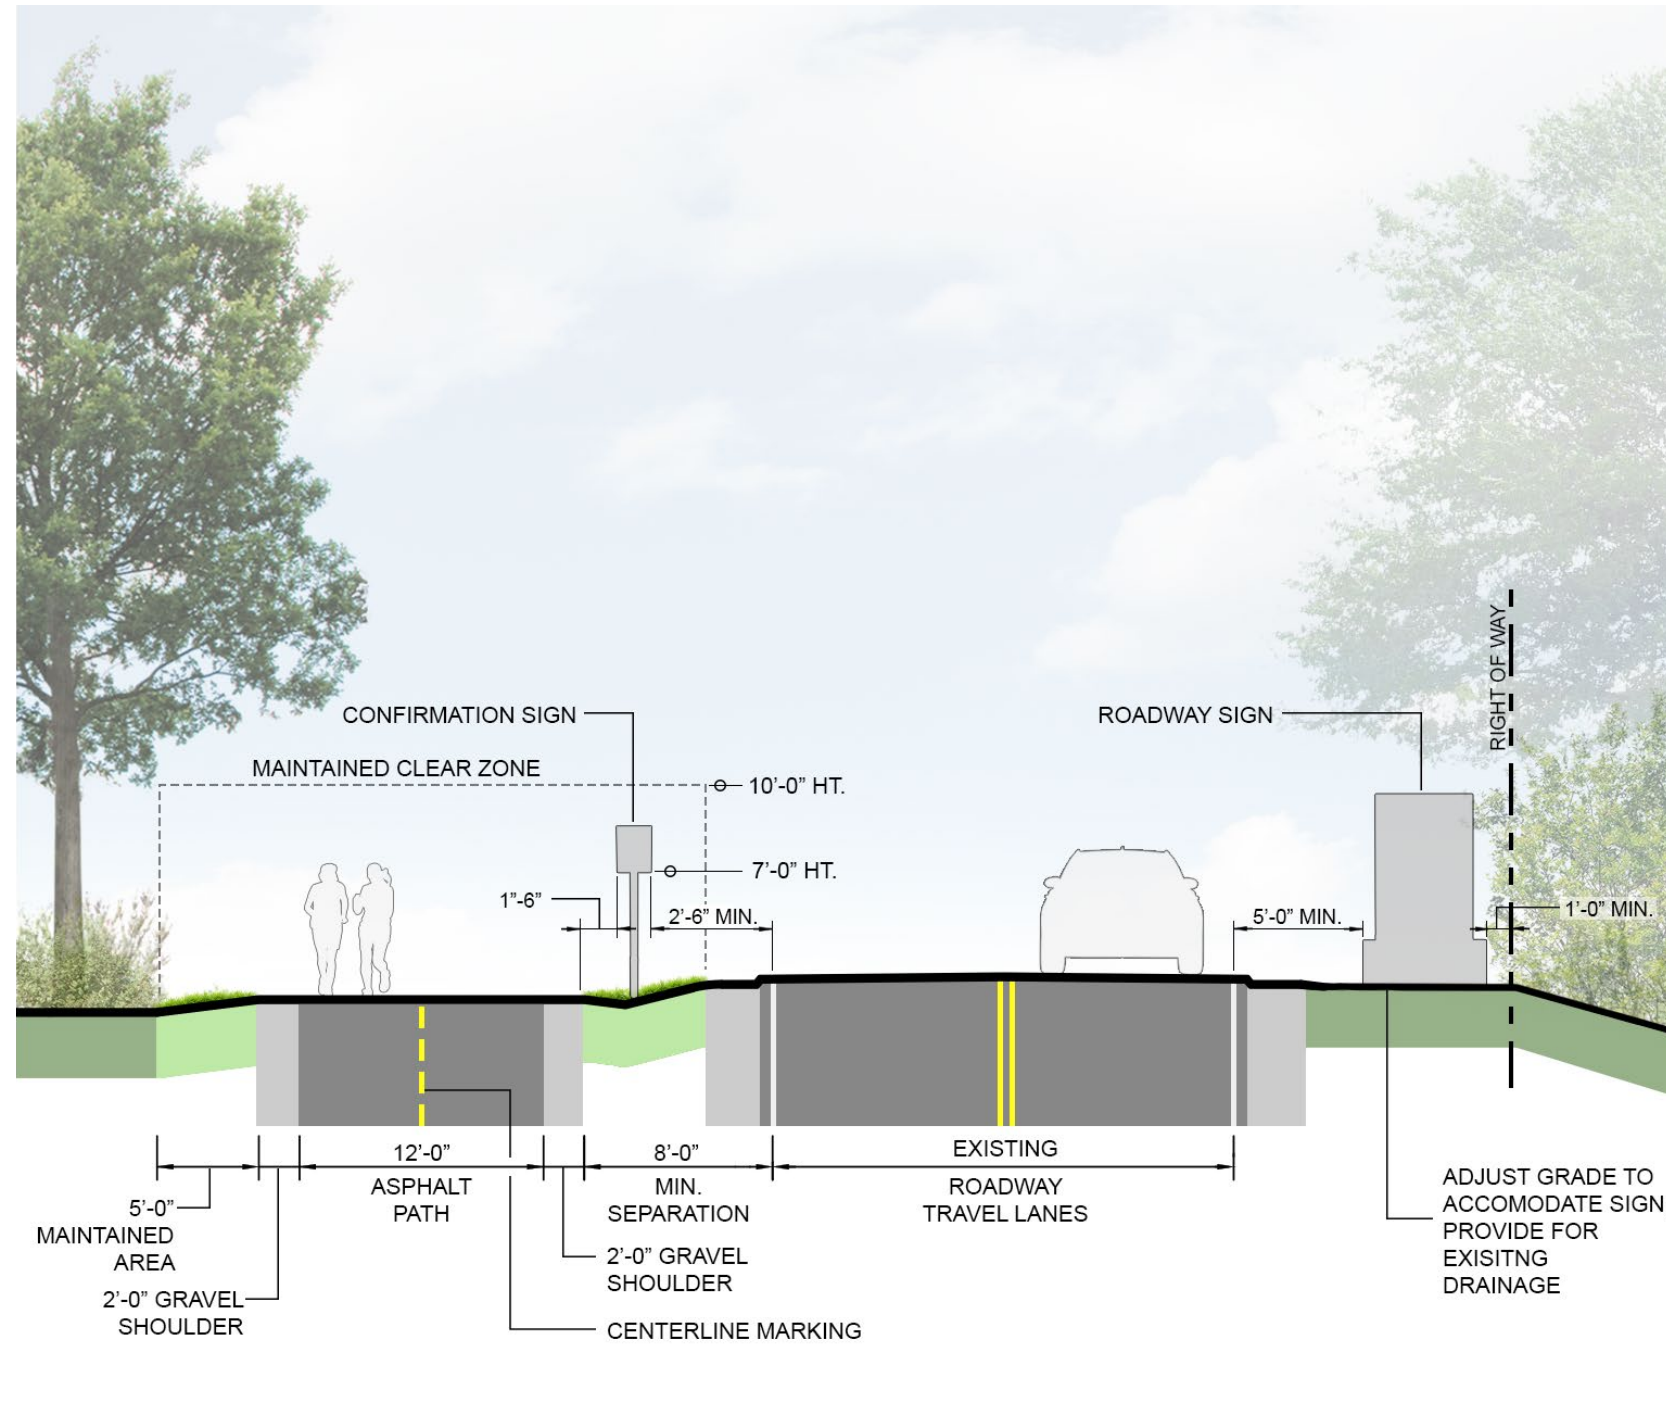 CONFIRMATION SIGN
ROADWAY SIGN
RIGHT OF WAY
MAINTAINED CLEAR ZONE
10’-0” HT.
7’-0” HT.
1”-6”
2’-6” MIN.
5’-0” MIN.
1’-0” MIN.
12’-0”
ASPHALT
PATH
8’-0”
MIN.
SEPARATION
EXISTING
ROADWAY
TRAVEL LANES
5’-0”
MAINTAINED
AREA
2’-0” GRAVEL
SHOULDER
2’-0” GRAVEL
SHOULDER
CENTERLINE MARKING
ADJUST GRADE TO
ACCOMODATE SIGN
PROVIDE FOR
EXISITNG
DRAINAGE